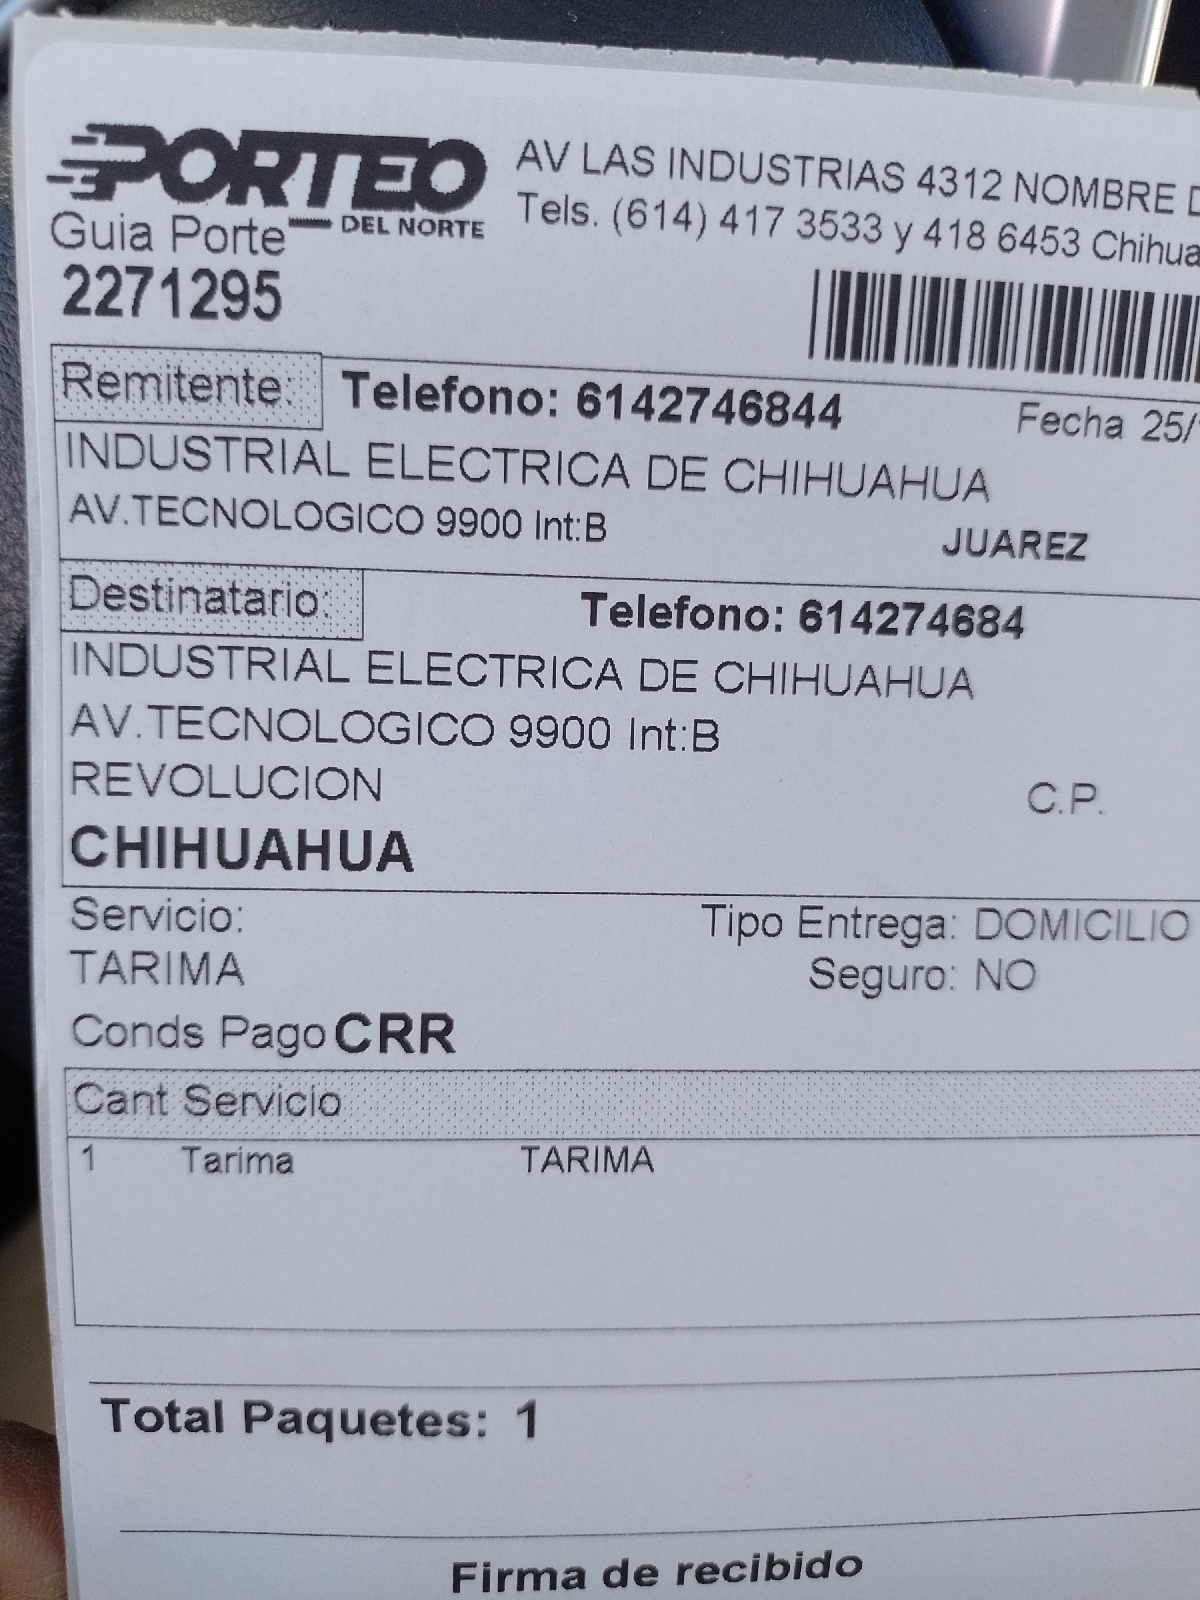 PORTEO
DEL NORTE
AV LAS INDUSTRIAS 4312 NOMBRE D
Tels. (614) 417 3533 y 418 6453 Chihua
Guia Porte
2271295
Remitente: Telefono: 6142746844 Fecha 25/
INDUSTRIAL ELECTRICA DE CHIHUAHUA
AV.TECNOLOGICO 9900 Int:B JUAREZ
Destinatario: Telefono: 614274684
INDUSTRIAL ELECTRICA DE CHIHUAHUA
AV.TECNOLOGICO 9900 Int:B
REVOLUCION C.P.
CHIHUAHUA
Servicio: Tipo Entrega: DOMICILIO
TARIMA Seguro: NO
Conds Pago CRR
Cant Servicio
1 Tarima TARIMA
Total Paquetes: 1
Firma de recibido